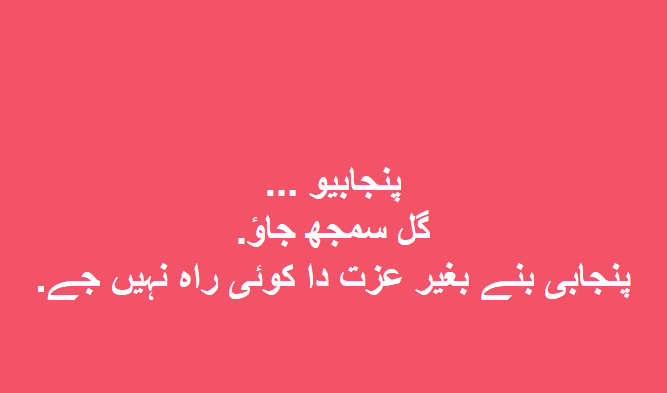 پنجابیو ...
گل سمجھ جاؤ.
پنجابی بنے بغیر عزت دا کوئی راہ نہیں جے.